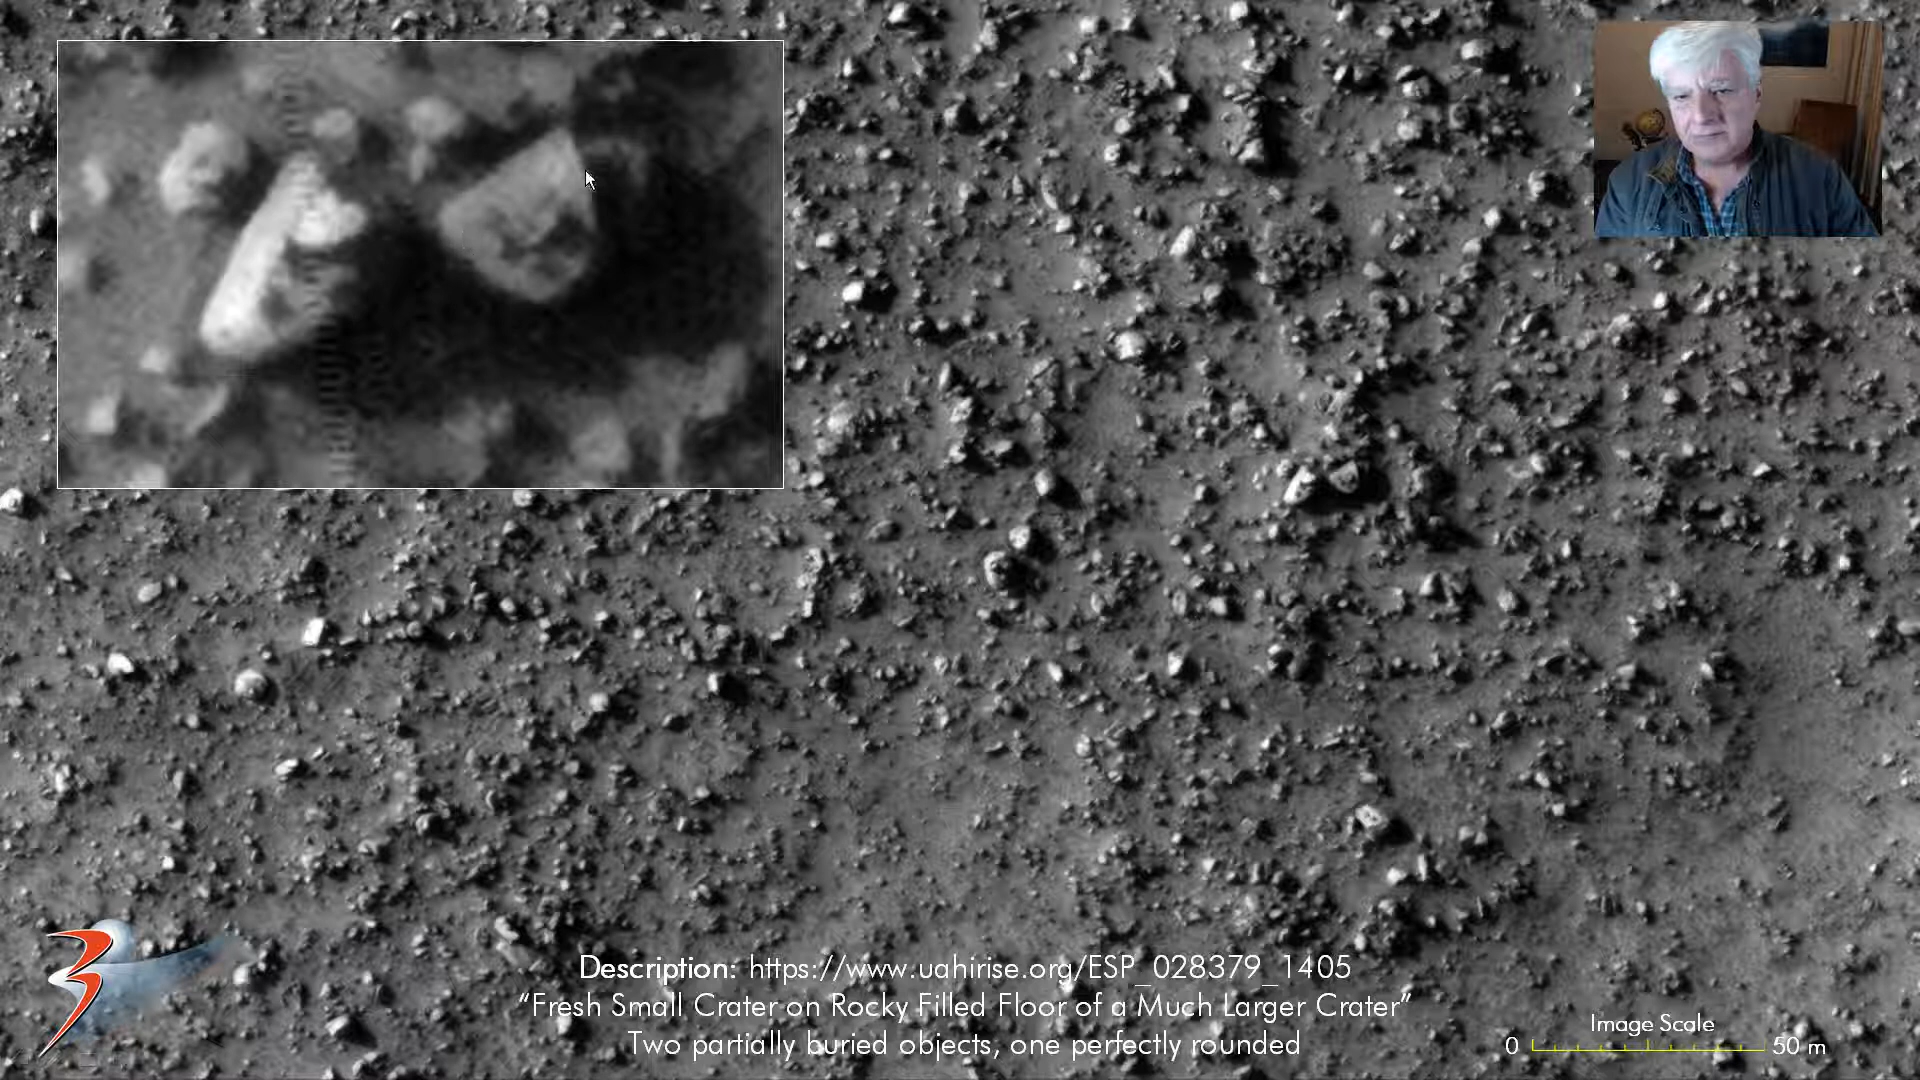 Description: https://www.uahirise.org/ESP_028379_1405
“Fresh Small Crater on Rocky Filled Floor of a Much Larger Crater”
Two partially buried objects, one perfectly rounded
Image Scale
0 50 m